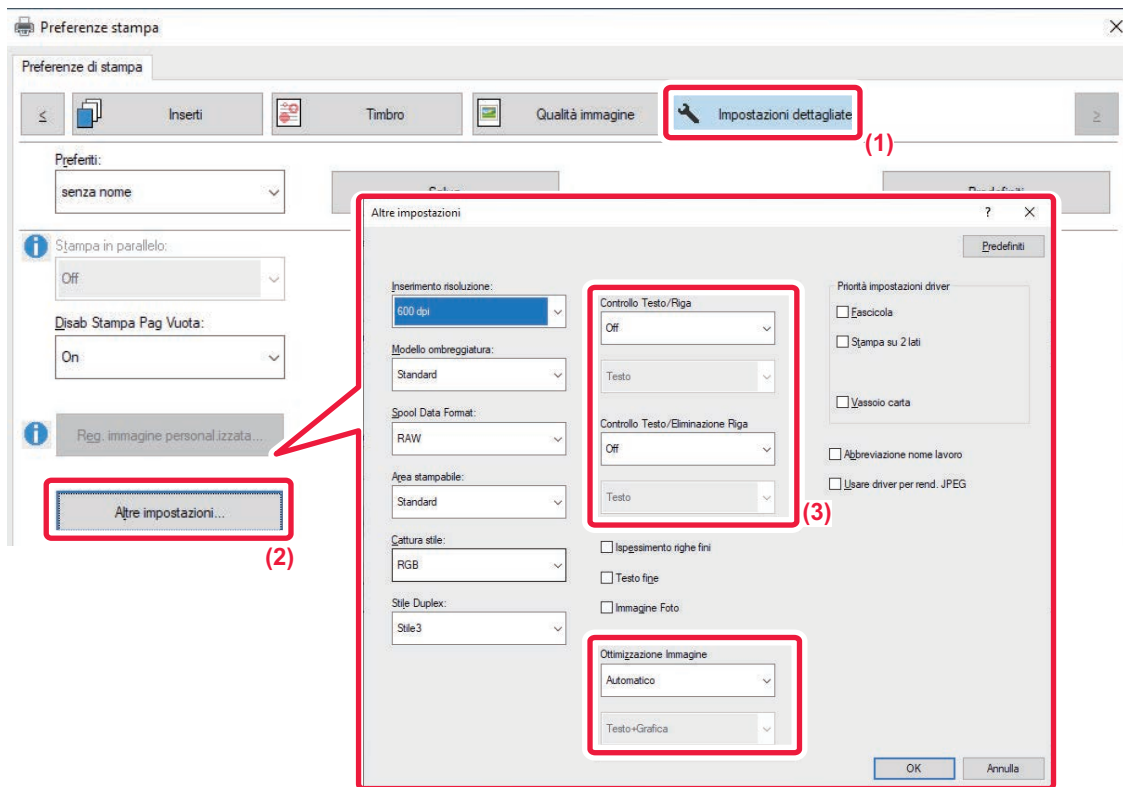 Preferenze stampa
Preferenze di stampa
≤
Inserti
Timbro
Qualità immagine
Impostazioni dettagliate
≥
(1)
Preferiti:
senza nome
Stampa in parallelo:
Off
Disab Stampa Pag Vuota:
On
Reg. immagine personal.izzata...
Altre impostazioni...
(2)
Altre impostazioni
?
Predefiniti
Inserimento risoluzione:
600 dpi
Modello ombreggiatura:
Standard
Spool Data Format:
RAW
Area stampabile:
Standard
Cattura stile:
RGB
Stile Duplex:
Stile3
Controllo Testo/Riga
Off
Testo
Controllo Testo/Eliminazione Riga
Off
Testo
(3)
Ispessimento righe fini
Testo fine
Immagine Foto
Ottimizzazione Immagine
Automatico
Testo+Grafica
Priorità impostazioni driver
Fascicola
Stampa su 2 lati
Vassoio carta
Abbreviazione nome lavoro
Usare driver per rend. JPEG
OK
Annulla